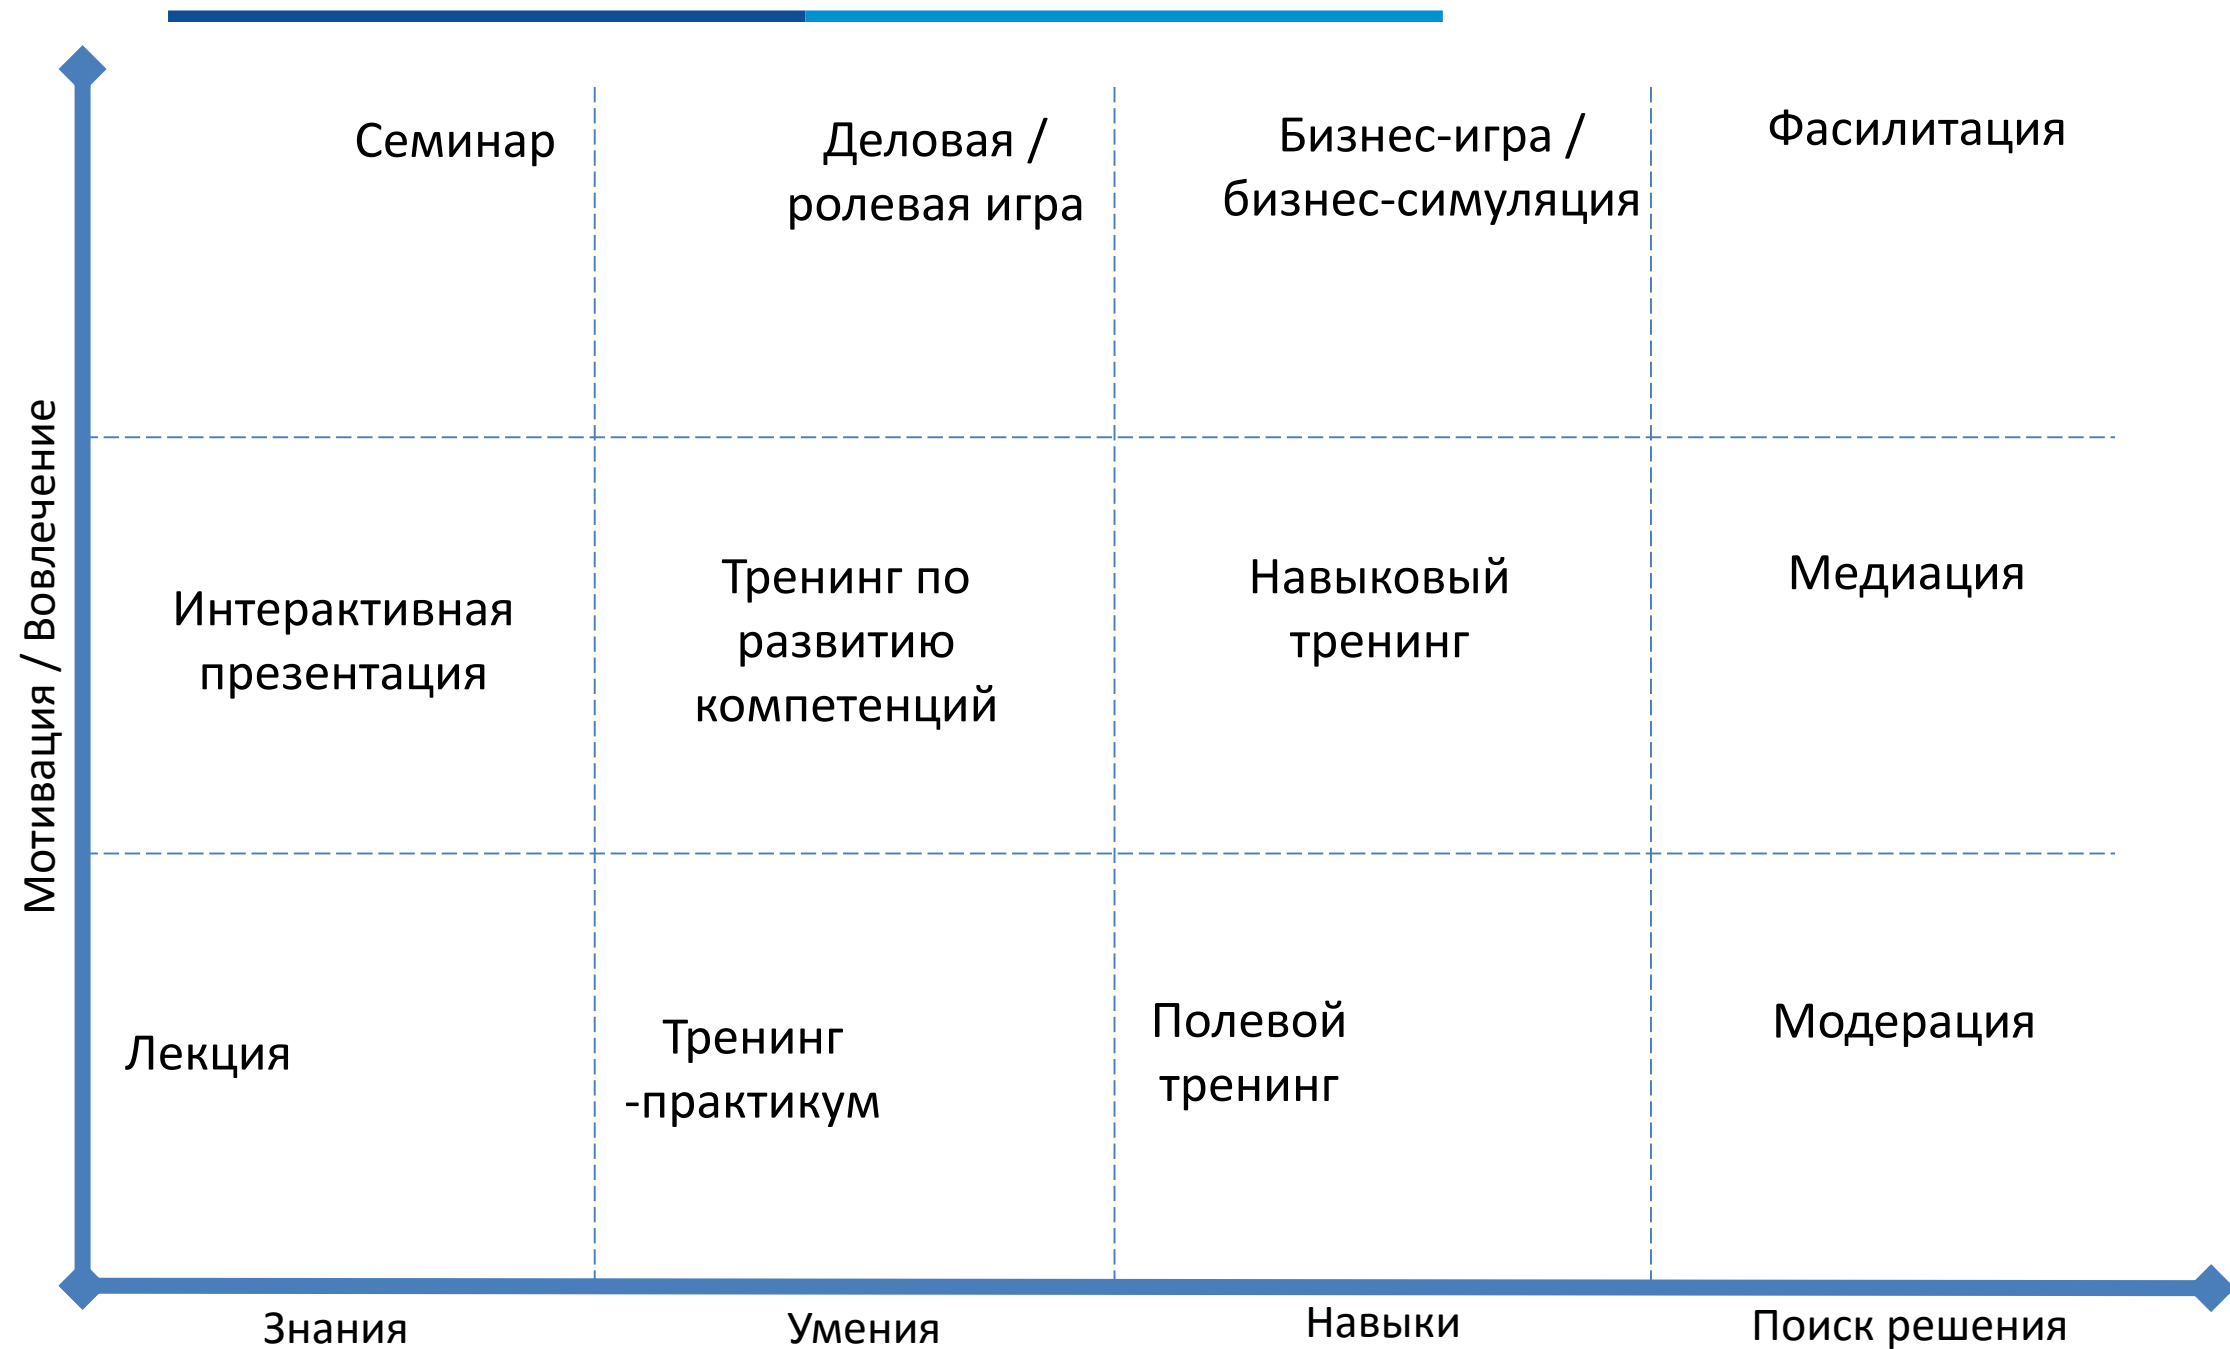 Семинар
Деловая /
ролевая игра
Бизнес-игра /
бизнес-симуляция
Фасилитация
Мотивация / Вовлечение
Интерактивная
презентация
Тренинг по
развитию
компетенций
Навыковый
тренинг
Медиация
Лекция
Тренинг
-практикум
Полевой
тренинг
Модерация
Знания
Умения
Навыки
Поиск решения